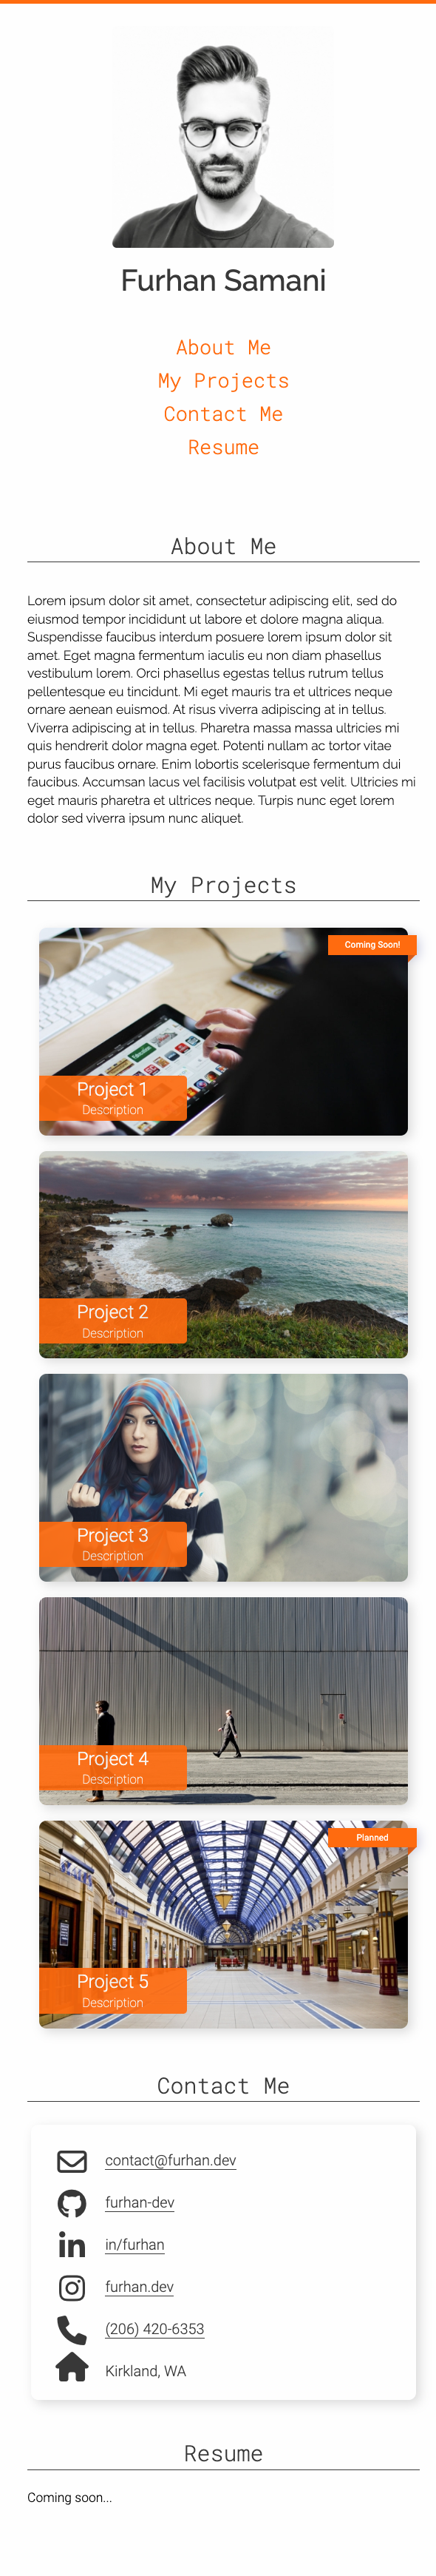 Furhan Samani
About Me
My Projects
Contact Me
Resume
About Me
Lorem ipsum dolor sit amet, consectetur adipiscing elit, sed do
eiusmod tempor incididunt ut labore et dolore magna aliqua.
Suspendisse faucibus interdum posuere lorem ipsum dolor sit
amet. Eget magna fermentum iaculis eu non diam phasellus
vestibulum lorem. Orci phasellus egestas tellus rutrum tellus
pellentesque eu tincidunt. Mi eget mauris tra et ultrices neque
ornare aenean euismod. At risus viverra adipiscing at in tellus.
Viverra adipiscing at in tellus. Pharetra massa massa ultricies mi
quis hendrerit dolor magna eget. Potenti nullam ac tortor vitae
purus faucibus ornare. Enim lobortis scelerisque fermentum dui
faucibus. Accumsan lacus vel facilisis volutpat est velit. Ultricies mi
eget mauris pharetra et ultrices neque. Turpis nunc eget lorem
dolor sed viverra ipsum nunc aliquet.
My Projects
Coming Soon!
Project 1
Description
Project 2
Description
Project 3
Description
Project 4
Description
Planned
Project 5
Description
Contact Me
contact@furhan.dev
furhan-dev
in/furhan
furhan.dev
(206) 420-6353
Kirkland, WA
Resume
Coming soon...